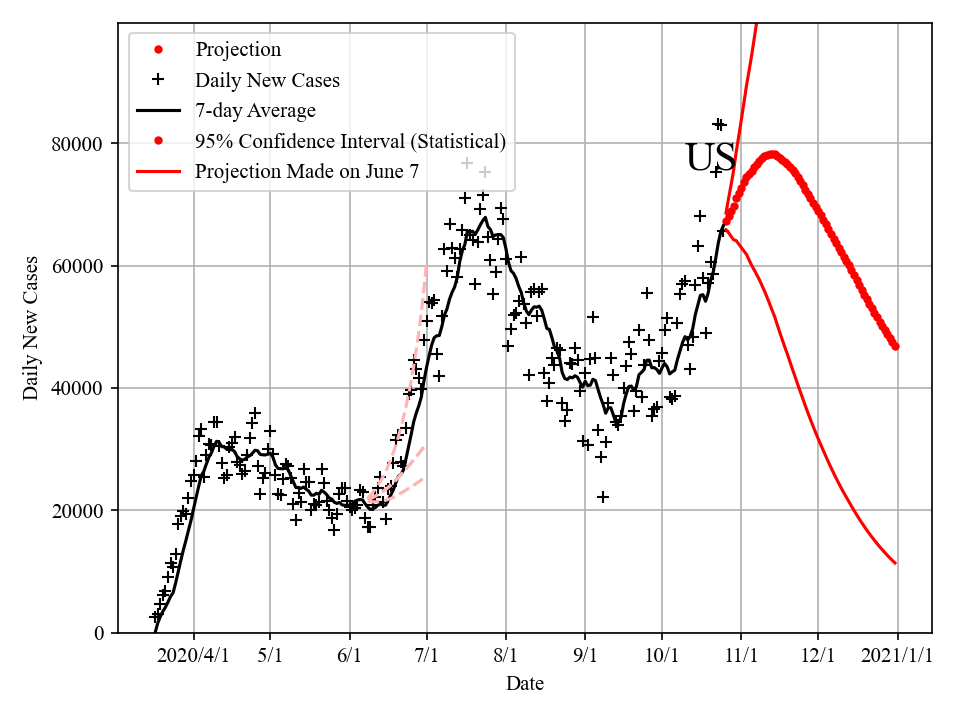 Projection
Daily New Cases
7-day Average
95% Confidence Interval (Statistical)
Projection Made on June 7
US
80000
60000
40000
20000
0
Daily New Cases
2020/4/1 5/1 6/1 7/1 8/1 9/1 10/1 11/1 12/1 2021/1/1
Date